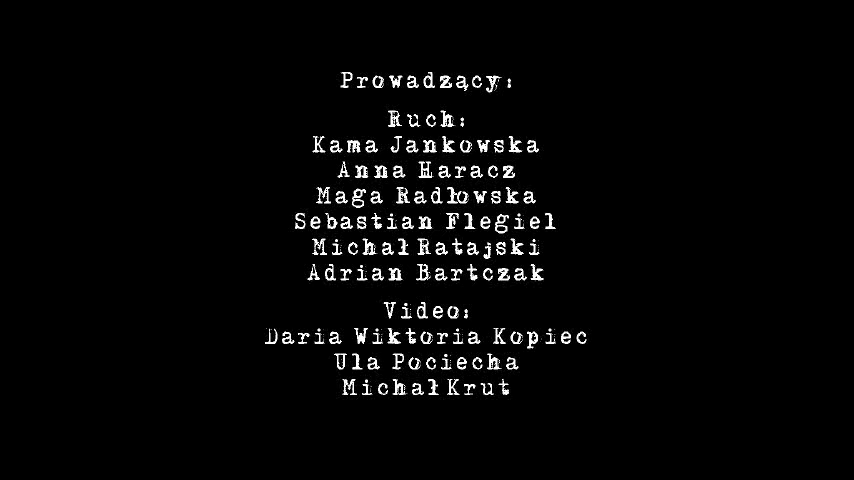 Prowadzący:
Ruch:
Kama Jankowska
Anna Haracz
Maga Radłowska
Sebastian Flegiel
Michał Ratajski
Adrian Bartczak
Video:
Daria Wiktoria Kopiec
Ula Pociecha
Michał Krut